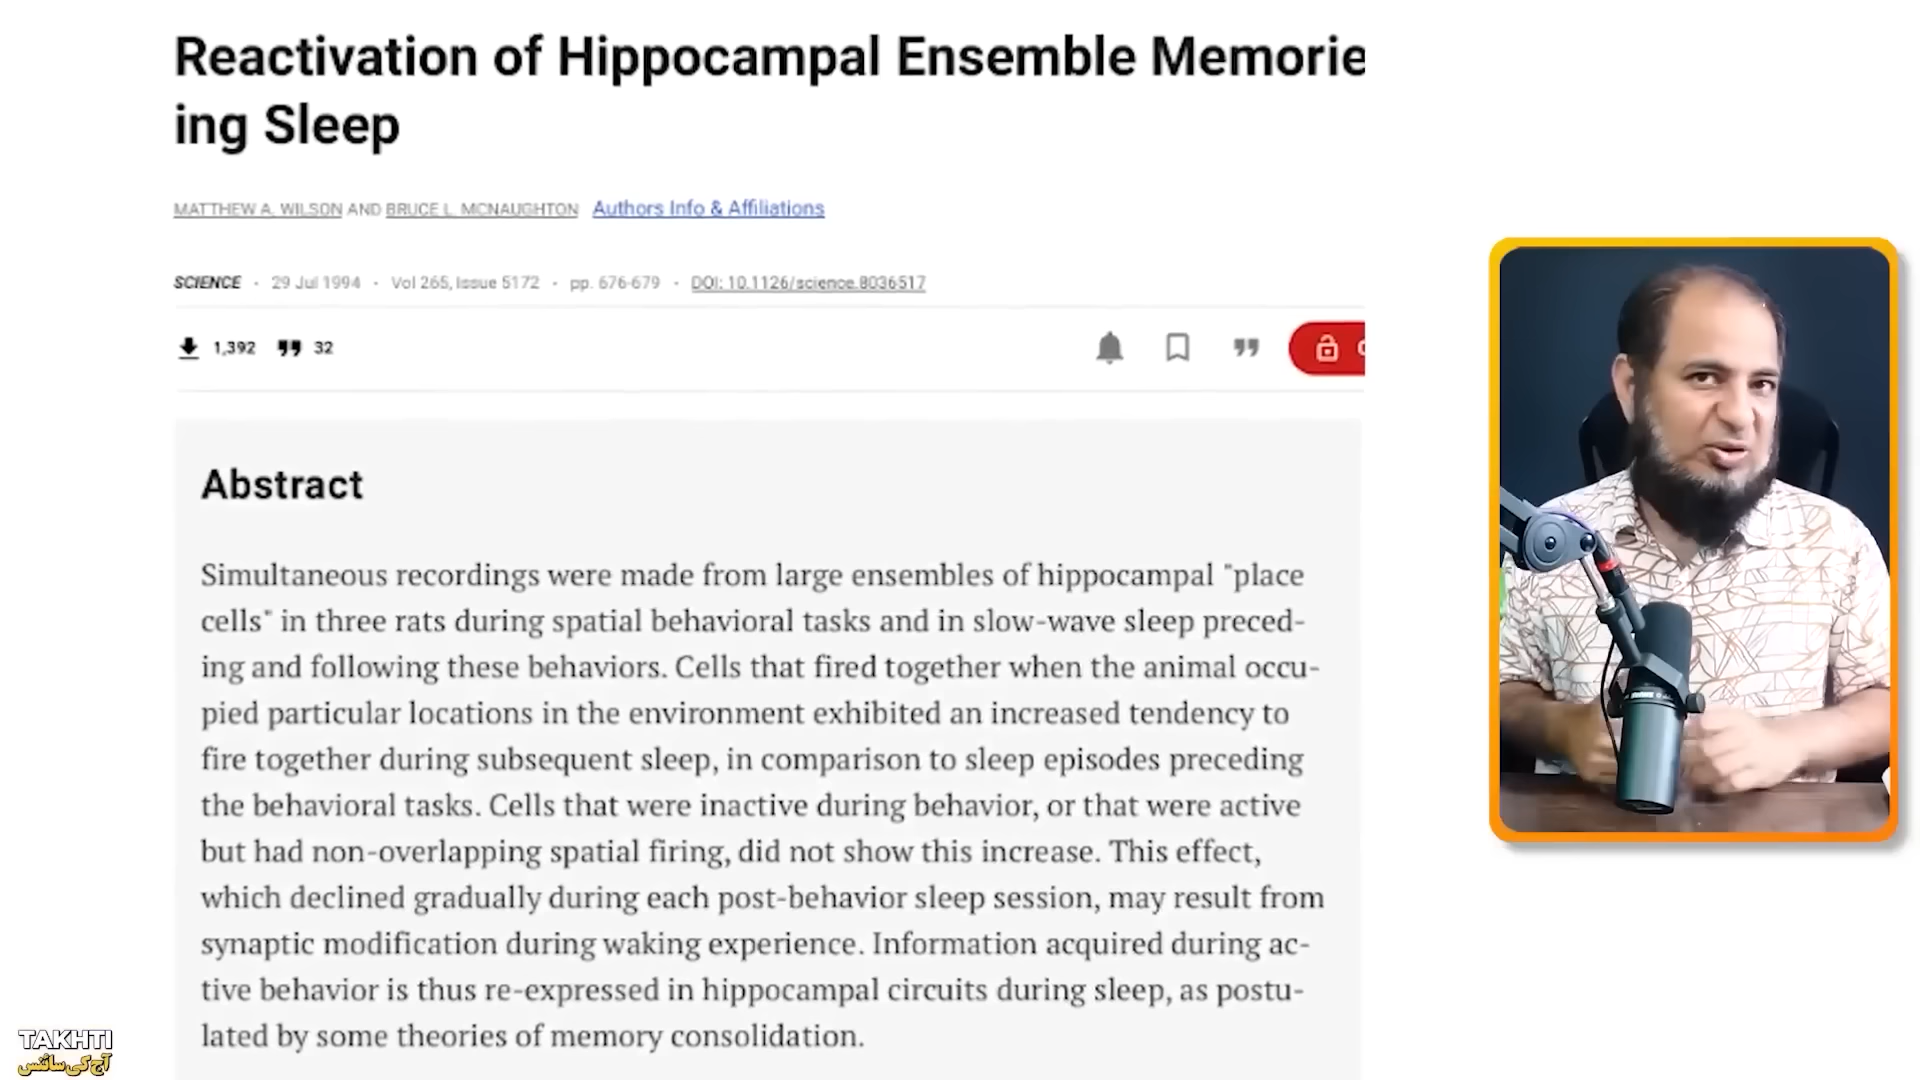 Reactivation of Hippocampal Ensemble Memorie
ing Sleep
MATTHEW A. WILSON AND BRUCE L. MCNAUGHTON Authors Info & Affiliations
SCIENCE · 29 Jul 1994 · Vol 265, Issue 5172 · pp. 676-679 · DOI: 10.1126/science.8036517
1,392 32
Abstract
Simultaneous recordings were made from large ensembles of hippocampal "place
cells" in three rats during spatial behavioral tasks and in slow-wave sleep preced-
ing and following these behaviors. Cells that fired together when the animal occu-
pied particular locations in the environment exhibited an increased tendency to
fire together during subsequent sleep, in comparison to sleep episodes preceding
the behavioral tasks. Cells that were inactive during behavior, or that were active
but had non-overlapping spatial firing, did not show this increase. This effect,
which declined gradually during each post-behavior sleep session, may result from
synaptic modification during waking experience. Information acquired during ac-
tive behavior is thus re-expressed in hippocampal circuits during sleep, as postu-
lated by some theories of memory consolidation.
TAKHTI
آج کی سائنس